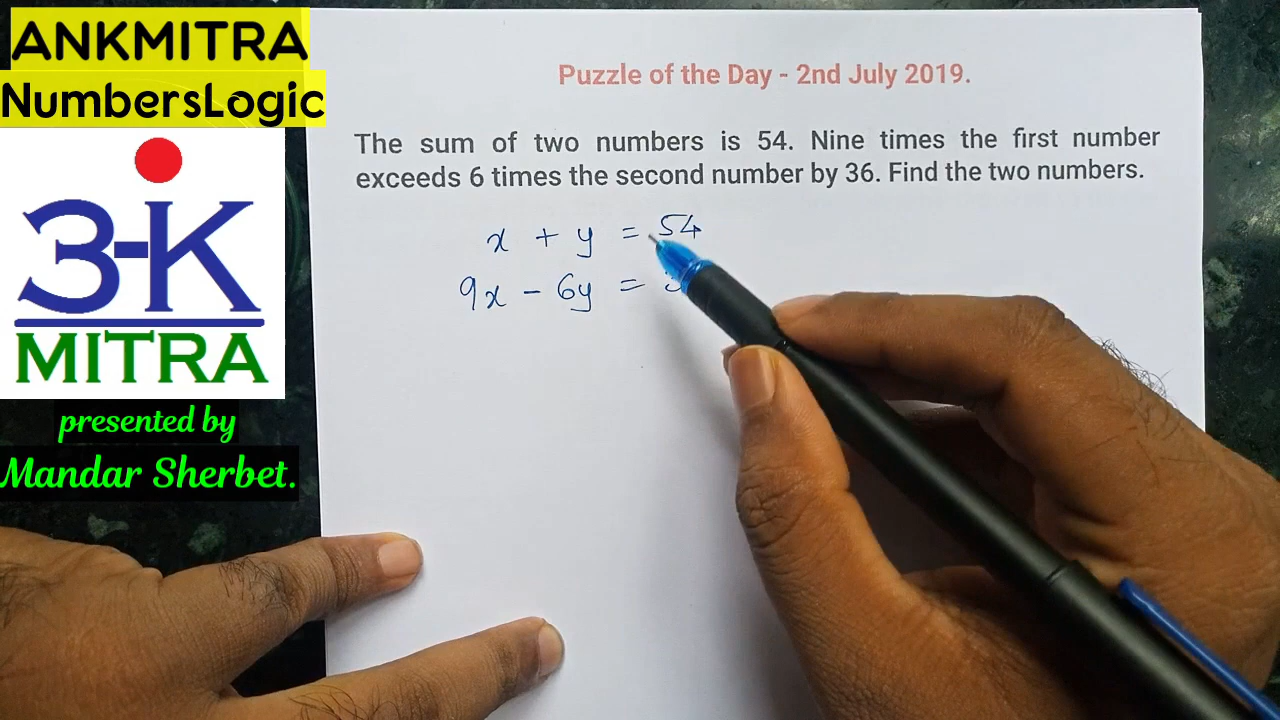 ANKMITRA
NumbersLogic
3-K
MITRA
presented by
Mandar Sherbet.
Puzzle of the Day - 2nd July 2019.
The sum of two numbers is 54. Nine times the first number
exceeds 6 times the second number by 36. Find the two numbers.
x + y = 54
9x - 6y =